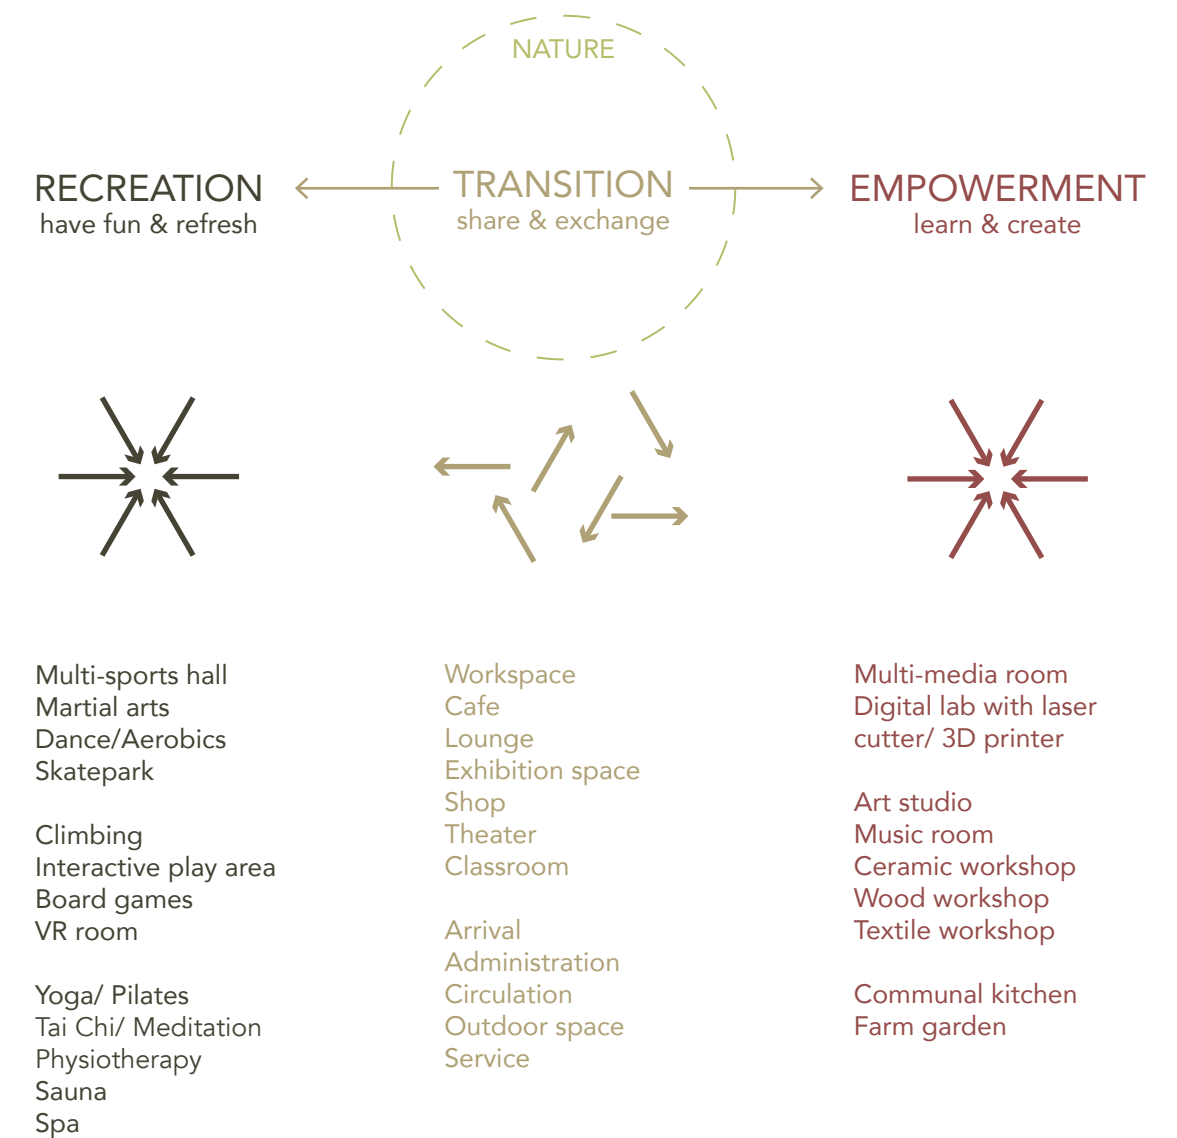 NATURE
RECREATION
have fun & refresh
TRANSITION
share & exchange
EMPOWERMENT
learn & create
Multi-sports hall
Martial arts
Dance/Aerobics
Skatepark
Climbing
Interactive play area
Board games
VR room
Yoga/ Pilates
Tai Chi/ Meditation
Physiotherapy
Sauna
Spa
Workspace
Cafe
Lounge
Exhibition space
Shop
Theater
Classroom
Arrival
Administration
Circulation
Outdoor space
Service
Multi-media room
Digital lab with laser
cutter/ 3D printer
Art studio
Music room
Ceramic workshop
Wood workshop
Textile workshop
Communal kitchen
Farm garden